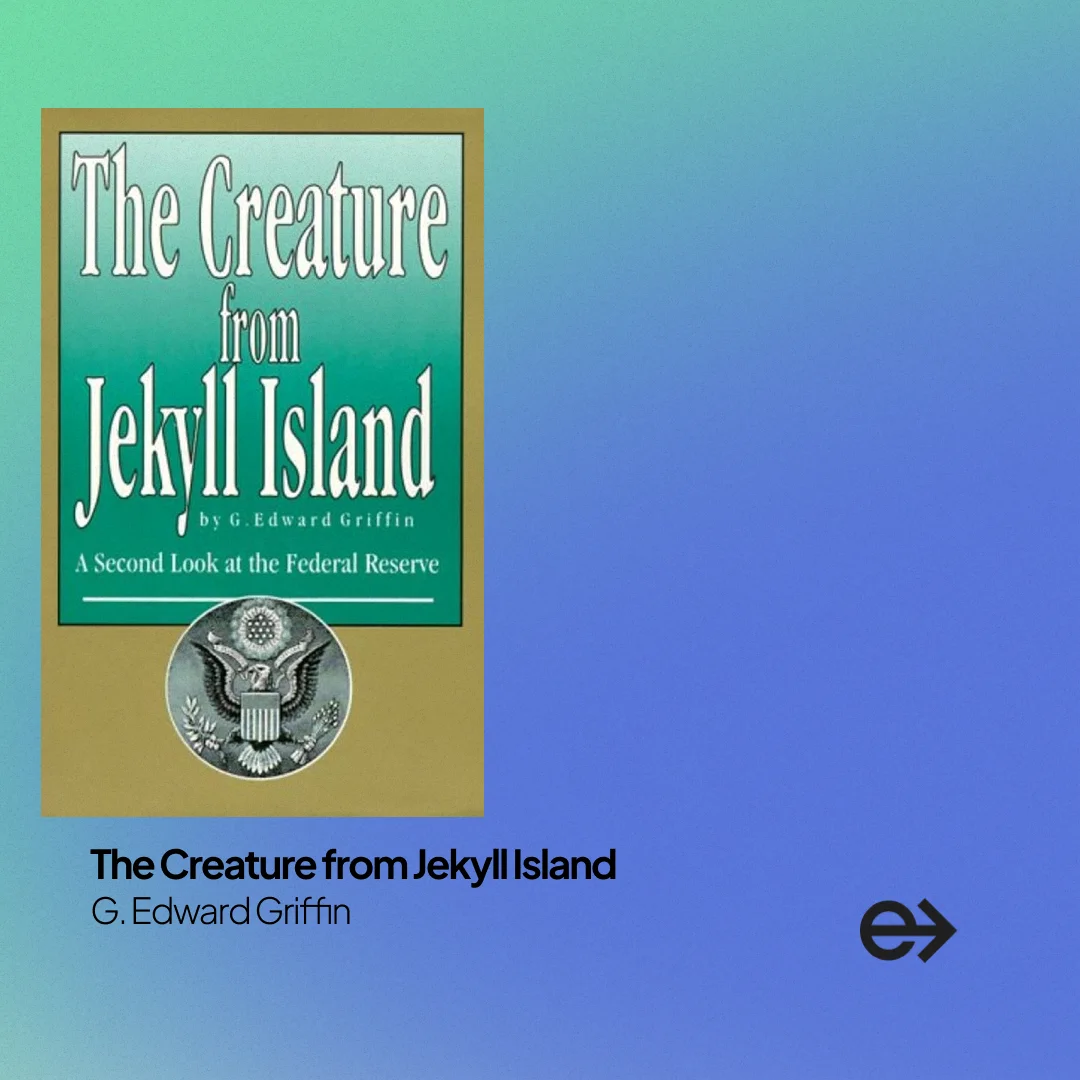 The Creature
from
Jekyll Island
by G. Edward Griffin
A Second Look at the Federal Reserve
The Creature from Jekyll Island
G. Edward Griffin
e